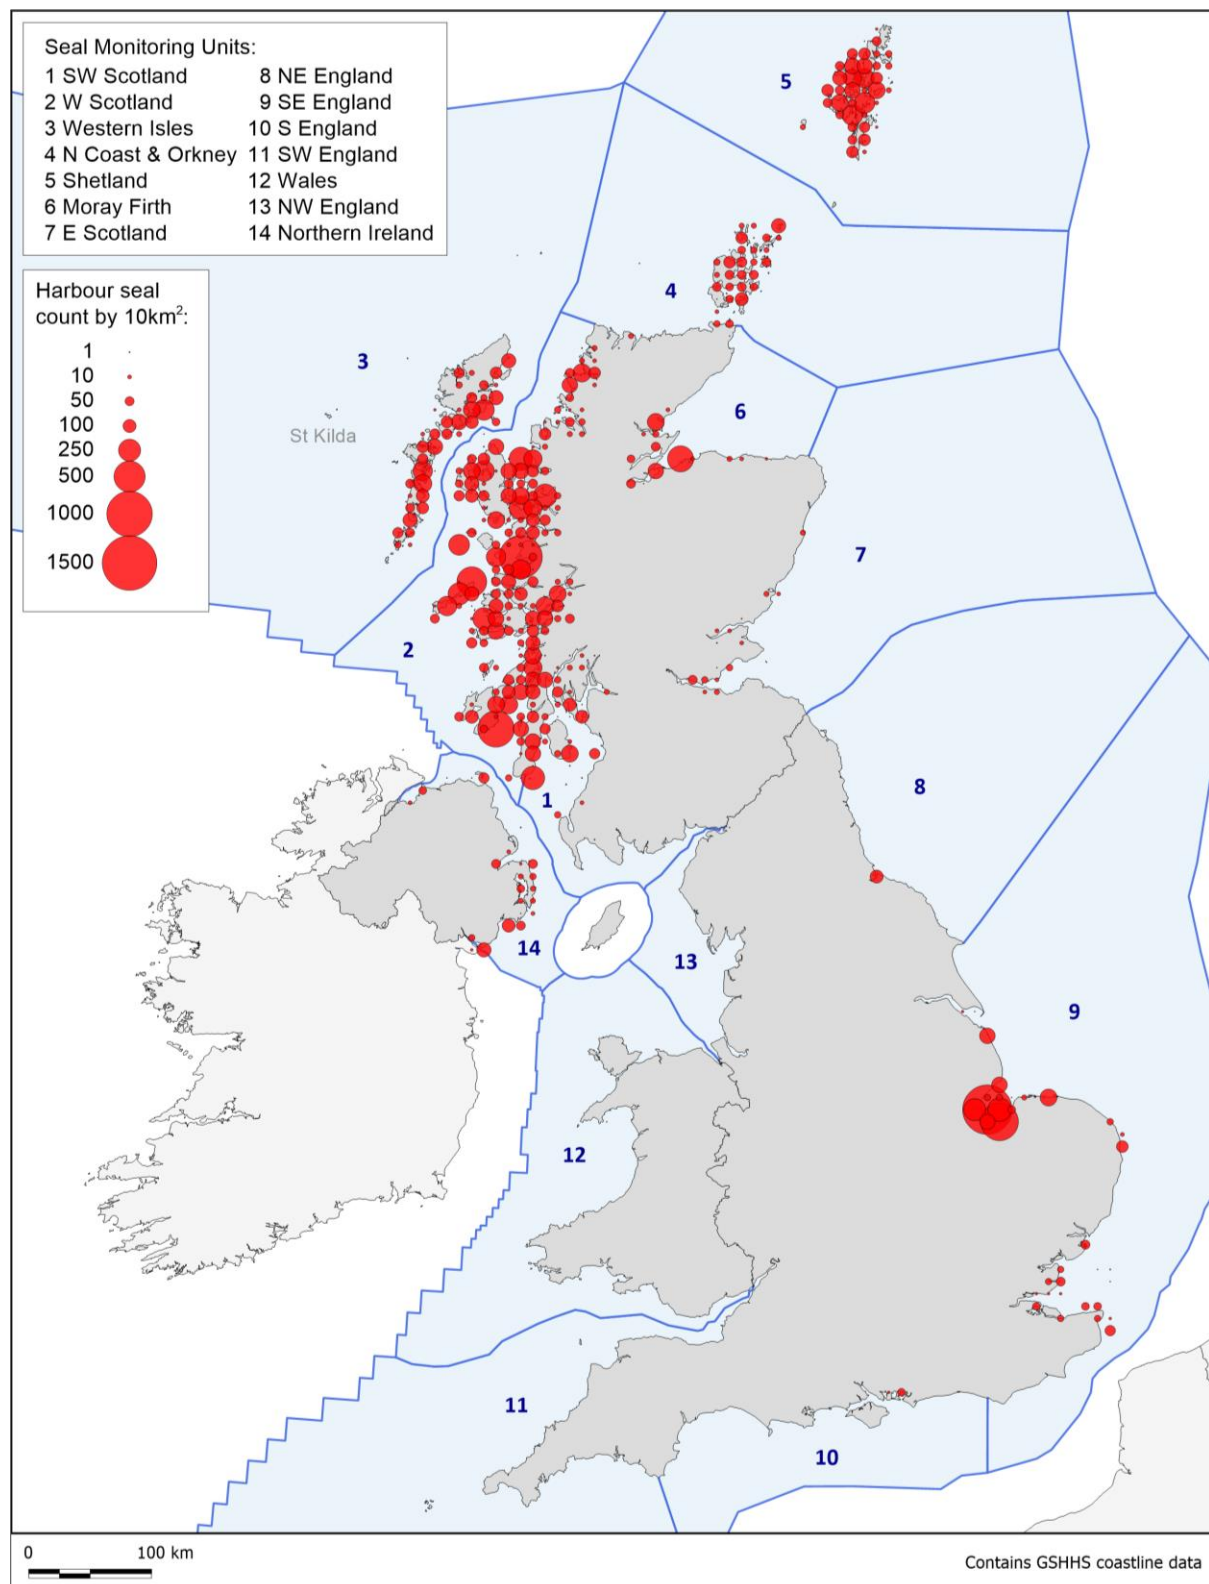 Seal Monitoring Units:
1 SW Scotland 8 NE England
2 W Scotland 9 SE England
3 Western Isles 10 S England
4 N Coast & Orkney 11 SW England
5 Shetland 12 Wales
6 Moray Firth 13 NW England
7 E Scotland 14 Northern Ireland
Harbour seal
count by 10km²:
1
10
50
100
250
500
1000
1500
5
4
3
6
St Kilda
7
2
8
1
14
13
9
12
11
10
0 100 km
Contains GSHHS coastline data